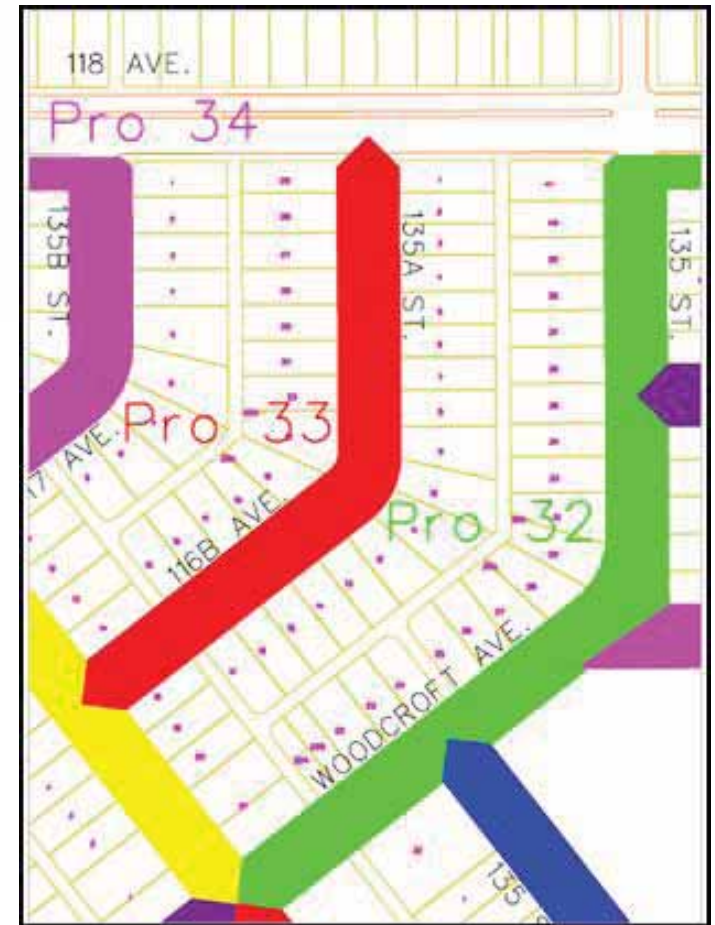 118 AVE.
Pro 34
135B ST.
135A ST.
135 ST.
Pro 33
17 AVE.
Pro 32
116B AVE.
WOODCROFT AVE.
135 S